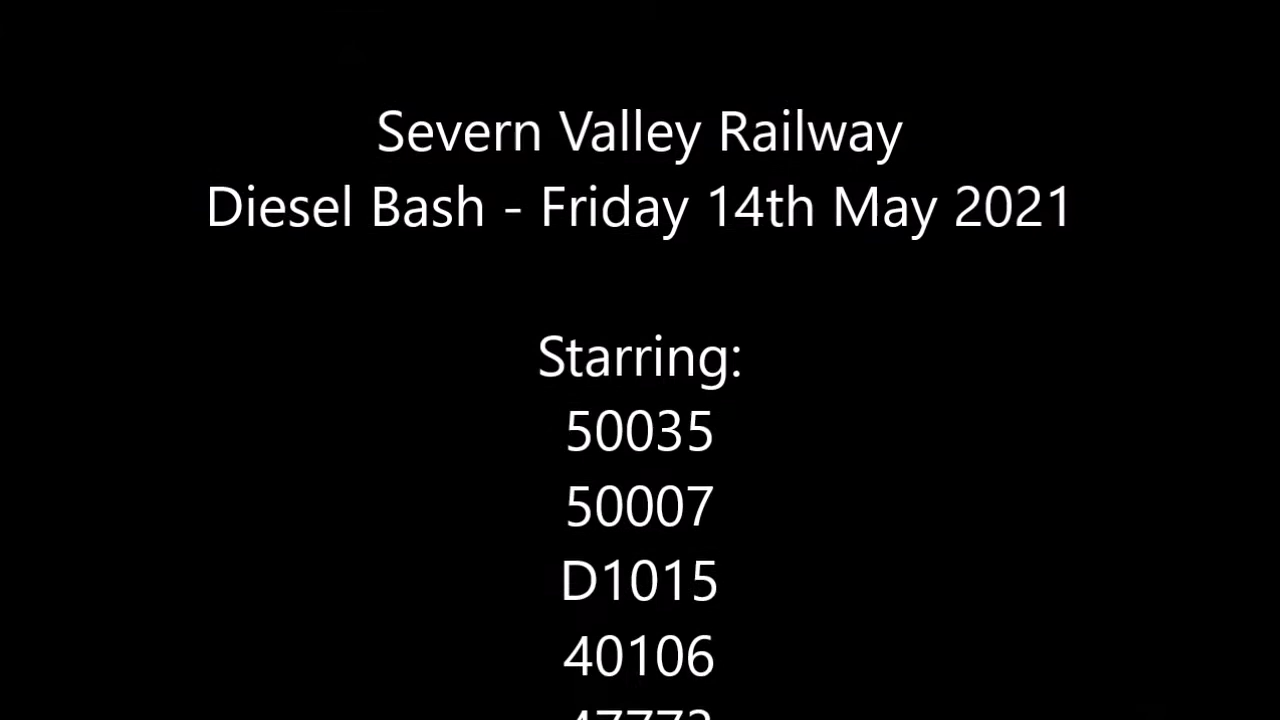 Severn Valley Railway
Diesel Bash - Friday 14th May 2021
Starring:
50035
50007
D1015
40106